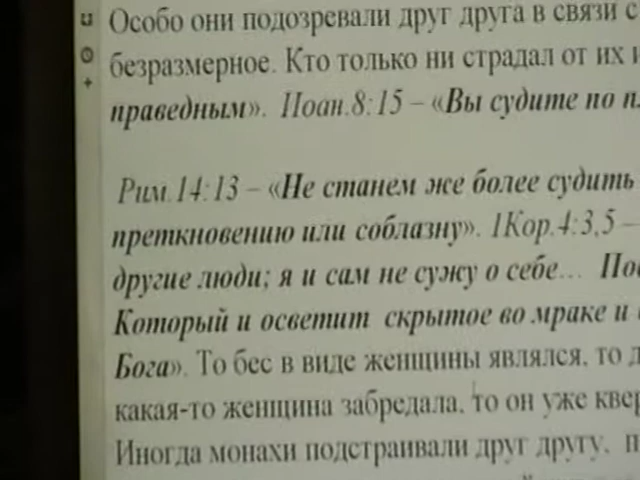 Особо они подозревали друг друга в связи с
безразмерное. Кто только ни страдал от их
праведным». Иоан.8:15 – «Вы судите по
Рим.14:13 – «Не станем же более судить
преткновению или соблазну». 1Кор.4:3,5 –
другие люди; я и сам не сужу о себе…
Который и осветит скрытое во мраке и
Бога». То бес в виде женщины являлся, то
какая-то женщина забредала, то он уже
Иногда монахи подстраивали друг другу,